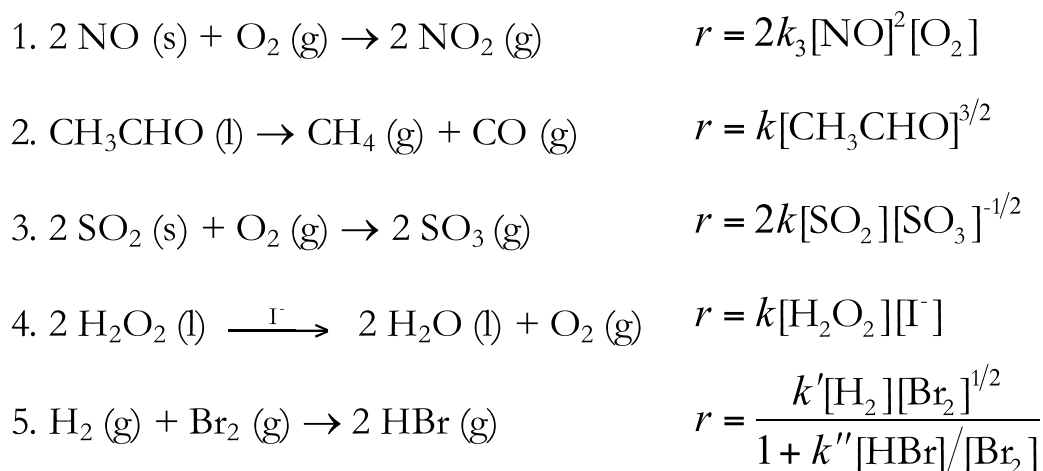 1. 2 NO (s) + O₂ (g) → 2 NO₂ (g) r = 2k₃[NO]²[O₂]
2. CH₃CHO (l) → CH₄ (g) + CO (g) r = k[CH₃CHO]^3/2
3. 2 SO₂ (s) + O₂ (g) → 2 SO₃ (g) r = 2k[SO₂][SO₃]^-1/2
4. 2 H₂O₂ (l) —I⁻→ 2 H₂O (l) + O₂ (g) r = k[H₂O₂][I⁻]
5. H₂ (g) + Br₂ (g) → 2 HBr (g) r = k′[H₂][Br₂]^1/2
1 + k″[HBr]/[Br₂]